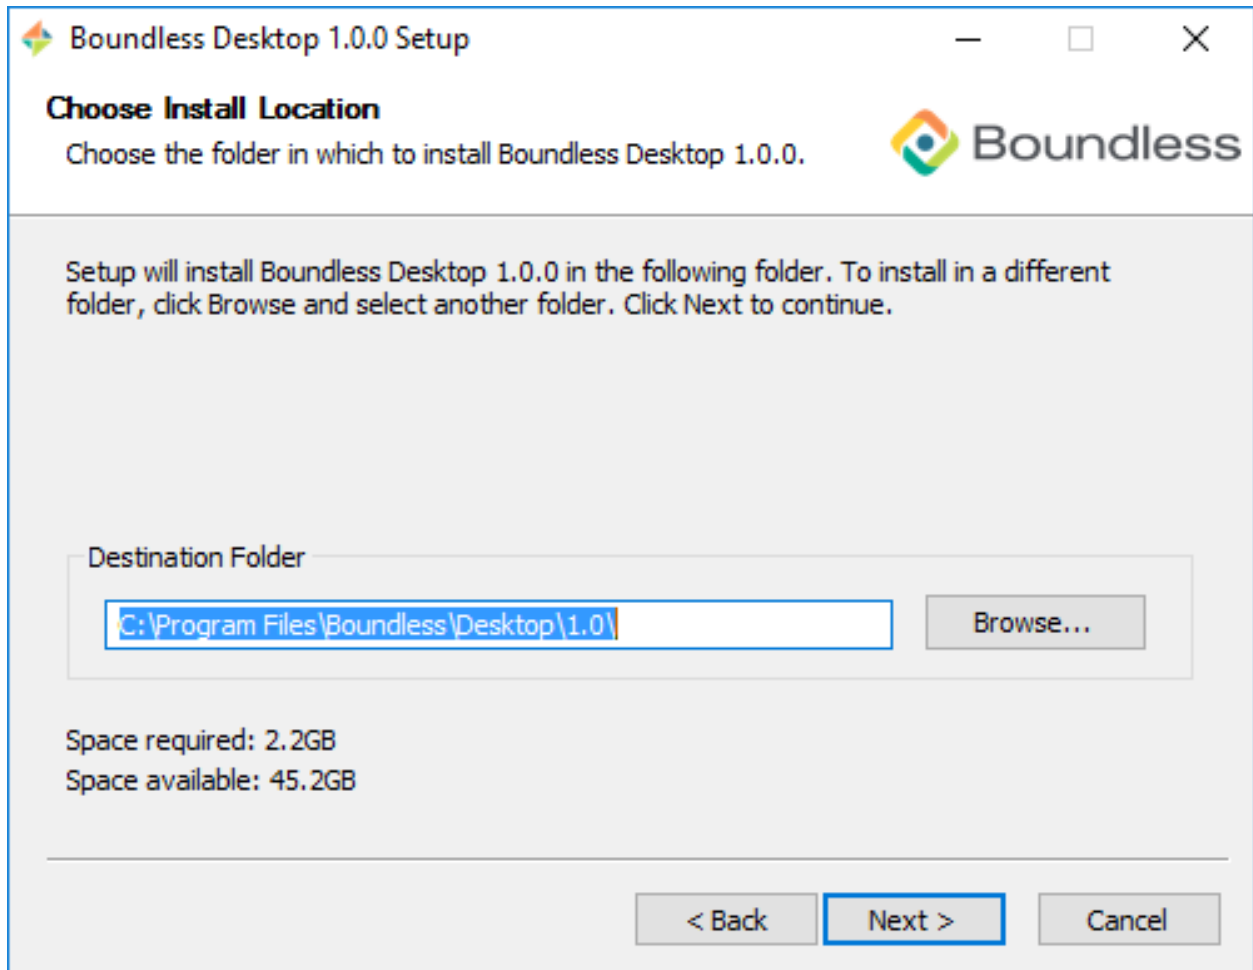 Boundless Desktop 1.0.0 Setup
Choose Install Location
Choose the folder in which to install Boundless Desktop 1.0.0.
Boundless
Setup will install Boundless Desktop 1.0.0 in the following folder. To install in a different
folder, click Browse and select another folder. Click Next to continue.
Destination Folder
C:\Program Files\Boundless\Desktop\1.0\
Browse...
Space required: 2.2GB
Space available: 45.2GB
< Back
Next >
Cancel